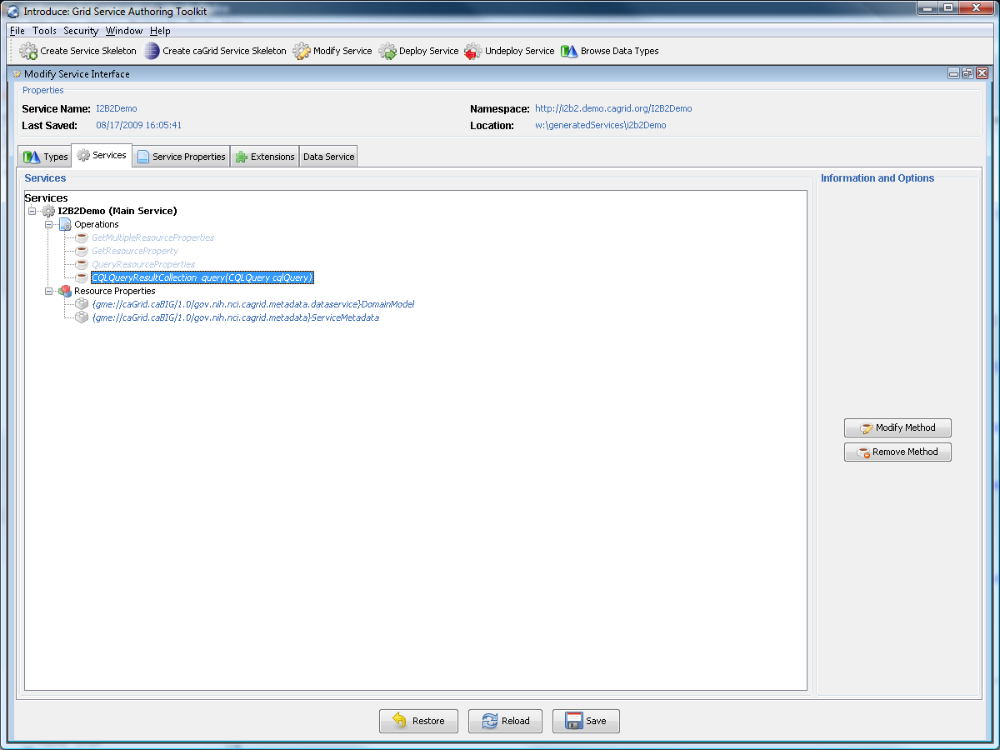 Introduce: Grid Service Authoring Toolkit
File Tools Security Window Help
Create Service Skeleton Create caGrid Service Skeleton Modify Service Deploy Service Undeploy Service Browse Data Types
Modify Service Interface
Properties
Service Name: I2B2Demo Namespace: http://i2b2.demo.cagrid.org/I2B2Demo
Last Saved: 08/17/2009 16:05:41 Location: w:\generatedServices\i2b2Demo
Types Services Service Properties Extensions Data Service
Services Information and Options
Services
I2B2Demo (Main Service)
Operations
GetMultipleResourceProperties
GetResourceProperty
QueryResourceProperties
CQLQueryResultCollection query(CQLQuery cqlQuery)
Resource Properties
{gme://caGrid.caBIG/1.0/gov.nih.nci.cagrid.metadata.dataservice}DomainModel
{gme://caGrid.caBIG/1.0/gov.nih.nci.cagrid.metadata}ServiceMetadata
Modify Method
Remove Method
Restore Reload Save